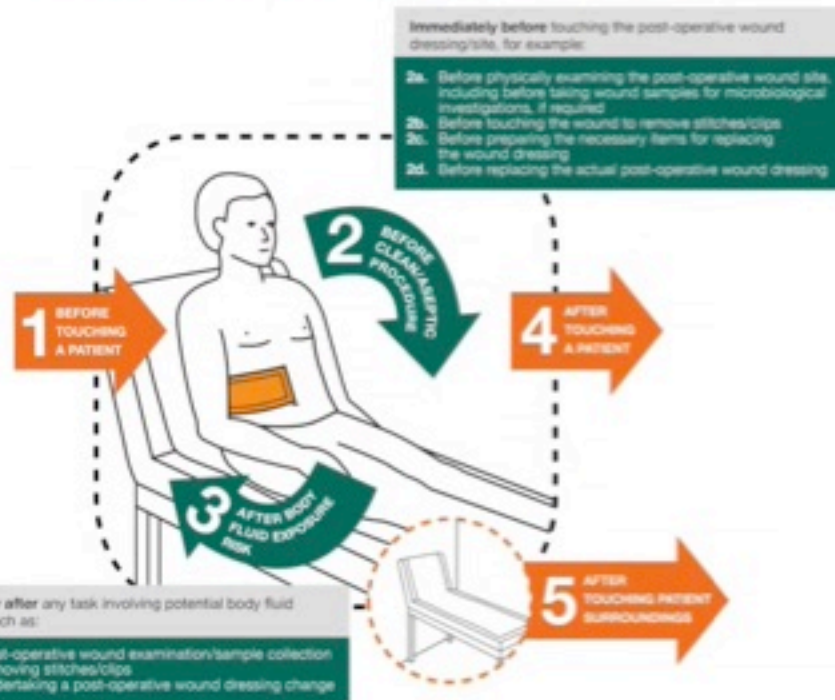 Immediately before touching the post-operative wound
dressing/site, for example:
2a. Before physically examining the post-operative wound site,
including before taking wound samples for microbiological
investigations, if required
2b. Before touching the wound to remove stitches/clips
2c. Before preparing the necessary items for replacing
the wound dressing
2d. Before replacing the actual post-operative wound dressing
1 BEFORE
TOUCHING
A PATIENT
2 BEFORE
CLEAN/ASEPTIC
PROCEDURE
4 AFTER
TOUCHING
A PATIENT
3 AFTER BODY
FLUID EXPOSURE
RISK
5 AFTER
TOUCHING PATIENT
SURROUNDINGS
after any task involving potential body fluid
ch as:
st-operative wound examination/sample collection
moving stitches/clips
dertaking a post-operative wound dressing change